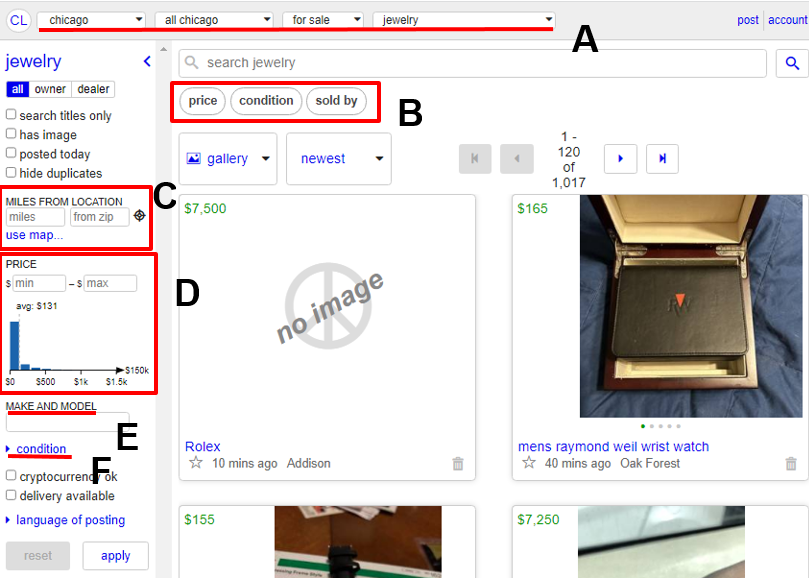 CL chicago all chicago for sale jewelry post account
A
jewelry
search jewelry
all owner dealer
price condition sold by
B
search titles only
has image
posted today
hide duplicates
gallery newest
1 -
120
of
1,017
C
MILES FROM LOCATION
miles from zip
use map...
PRICE
$ min – $ max
avg: $131
$150k
$0 $500 $1k $1.5k
D
MAKE AND MODEL
E
condition
F
cryptocurrency ok
delivery available
language of posting
reset apply
$7,500
no image
Rolex
10 mins ago Addison
$165
RW
mens raymond weil wrist watch
40 mins ago Oak Forest
$155
$7,250